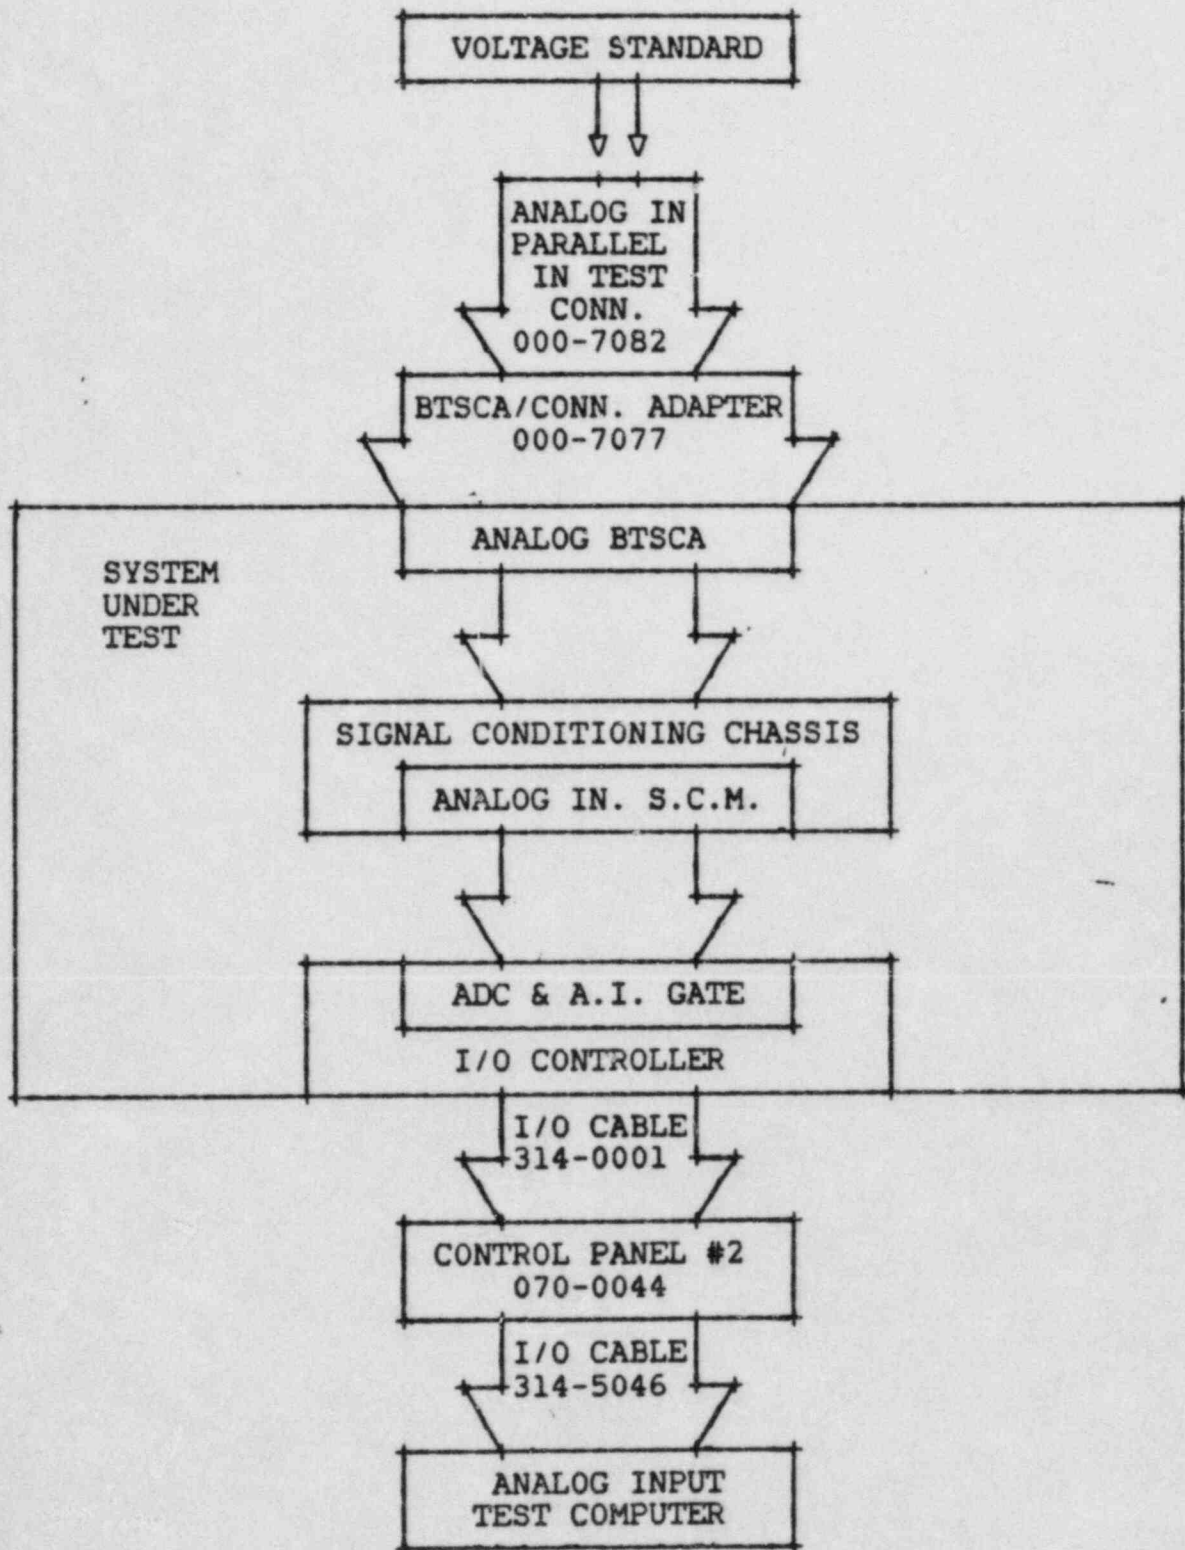 VOLTAGE STANDARD
ANALOG IN
PARALLEL
IN TEST
CONN.
000-7082
BTSCA/CONN. ADAPTER
000-7077
ANALOG BTSCA
SYSTEM
UNDER
TEST
SIGNAL CONDITIONING CHASSIS
ANALOG IN. S.C.M.
ADC & A.I. GATE
I/O CONTROLLER
I/O CABLE
314-0001
CONTROL PANEL #2
070-0044
I/O CABLE
314-5046
ANALOG INPUT
TEST COMPUTER